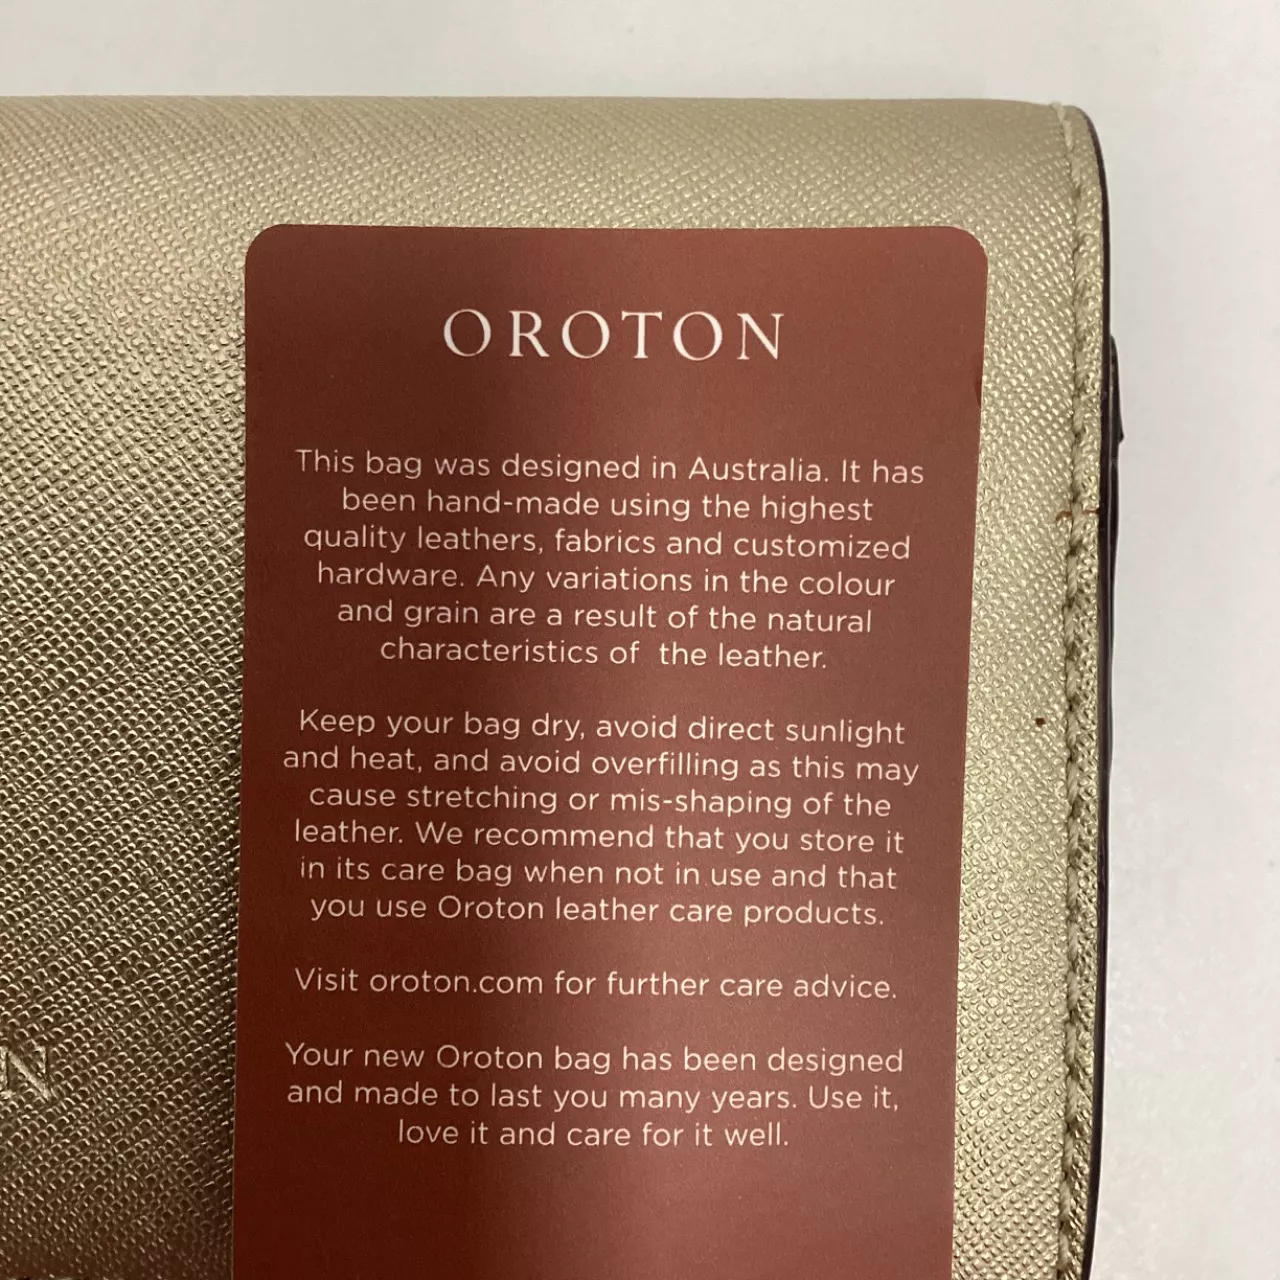 OROTON
This bag was designed in Australia. It has
been hand-made using the highest
quality leathers, fabrics and customized
hardware. Any variations in the colour
and grain are a result of the natural
characteristics of  the leather.
Keep your bag dry, avoid direct sunlight
and heat, and avoid overfilling as this may
cause stretching or mis-shaping of the
leather. We recommend that you store it
in its care bag when not in use and that
you use Oroton leather care products.
Visit oroton.com for further care advice.
Your new Oroton bag has been designed
and made to last you many years. Use it,
love it and care for it well.
ON